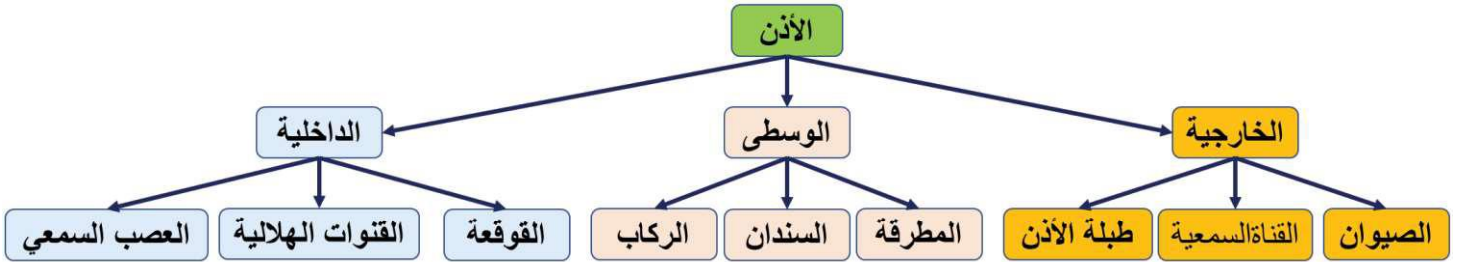 الأذن
الخارجية
الوسطى
الداخلية
الصيوان
القناةالسمعية
طبلة الأذن
المطرقة
السندان
الركاب
القوقعة
القنوات الهلالية
العصب السمعي